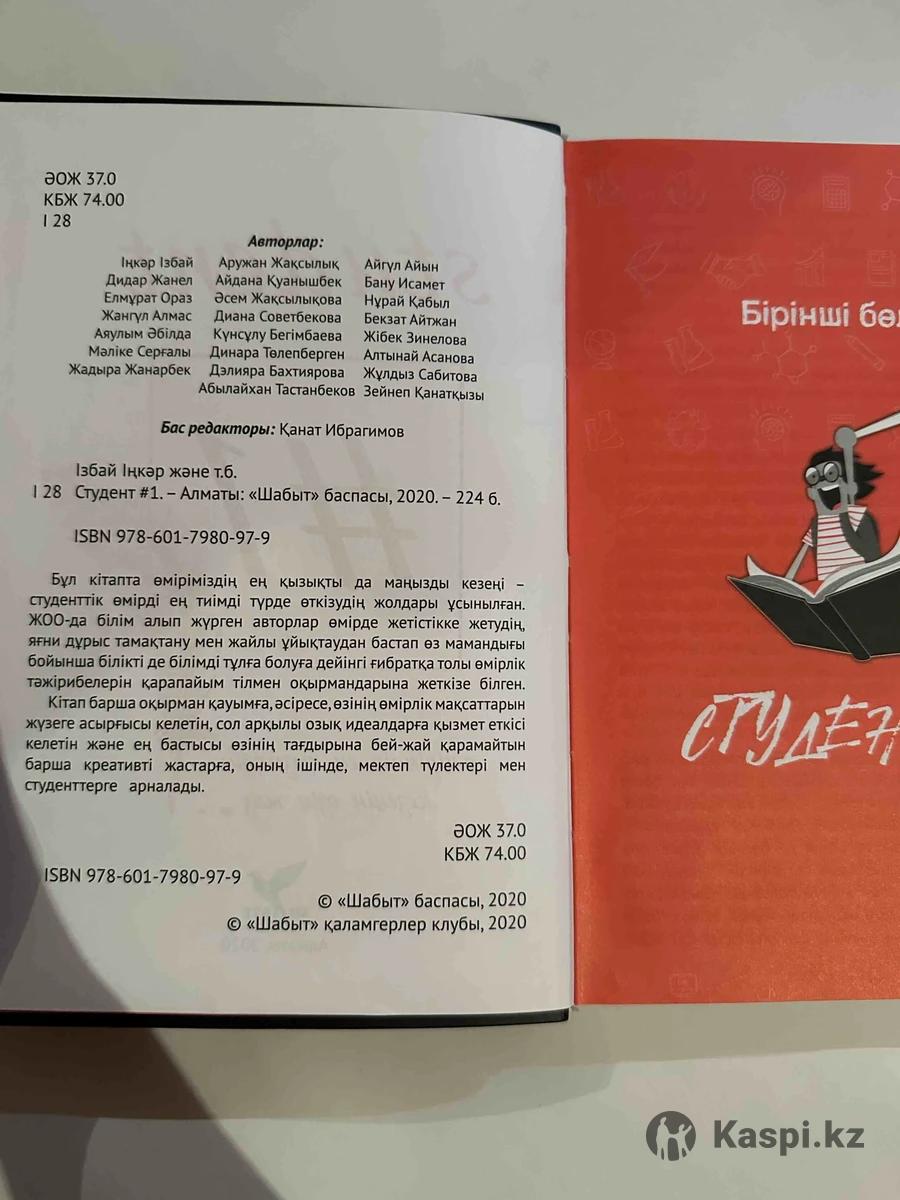 ӘОЖ 37.0
КБЖ 74.00
І 28
Авторлар:
Іңкәр Ізбай Аружан Жақсылық Айгүл Айын
Дидар Жанел Айдана Қуанышбек Бану Исамет
Елмұрат Ораз Әсем Жақсылықова Нұрай Қабыл
Жангүл Алмас Диана Советбекова Бекзат Айтжан
Аяулым Әбілда Күнсұлу Бегімбаева Жібек Зинелова
Мәліке Серғалы Динара Төлепберген Алтынай Асанова
Жадыра Жанарбек Дэлияра Бахтиярова Жұлдыз Сабитова
Абылайхан Тастанбеков Зейнеп Қанатқызы
Бас редакторы: Қанат Ибрагимов
Ізбай Іңкәр және т.б.
І 28 Студент #1. – Алматы: «Шабыт» баспасы, 2020. – 224 б.
ISBN 978-601-7980-97-9
Бұл кітапта өміріміздің ең қызықты да маңызды кезеңі –
студенттік өмірді ең тиімді түрде өткізудің жолдары ұсынылған.
ЖОО-да білім алып жүрген авторлар өмірде жетістікке жетудің,
яғни дұрыс тамақтану мен жайлы ұйықтаудан бастап өз мамандығы
бойынша білікті де білімді тұлға болуға дейінгі ғибратқа толы өмірлік
тәжірибелерін қарапайым тілмен оқырмандарына жеткізе білген.
Кітап барша оқырман қауымға, әсіресе, өзінің өмірлік мақсаттарын
жүзеге асырғысы келетін, сол арқылы озық идеалдарға қызмет еткісі
келетін және ең бастысы өзінің тағдырына бей-жай қарамайтын
барша креативті жастарға, оның ішінде, мектеп түлектері мен
студенттерге арналады.
ӘОЖ 37.0
КБЖ 74.00
ISBN 978-601-7980-97-9
© «Шабыт» баспасы, 2020
© «Шабыт» қаламгерлер клубы, 2020
Бірінші бөл
СТУДЕН
Kaspi.kz